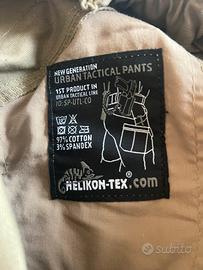 NEW GENERATION
URBAN TACTICAL PANTS
1ST PRODUCT IN
URBAN TACTICAL LINE
ID:SP-UTL-CO
97% COTTON
3% SPANDEX
HELIKON-TEX®.com
subito